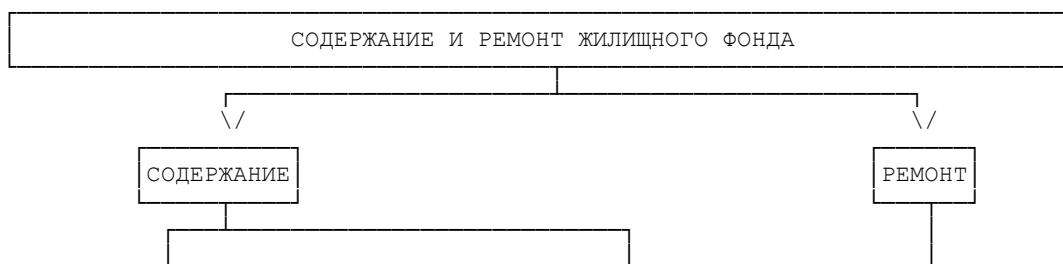 СОДЕРЖАНИЕ И РЕМОНТ ЖИЛИЩНОГО ФОНДА
\/ \/
СОДЕРЖАНИЕ РЕМОНТ